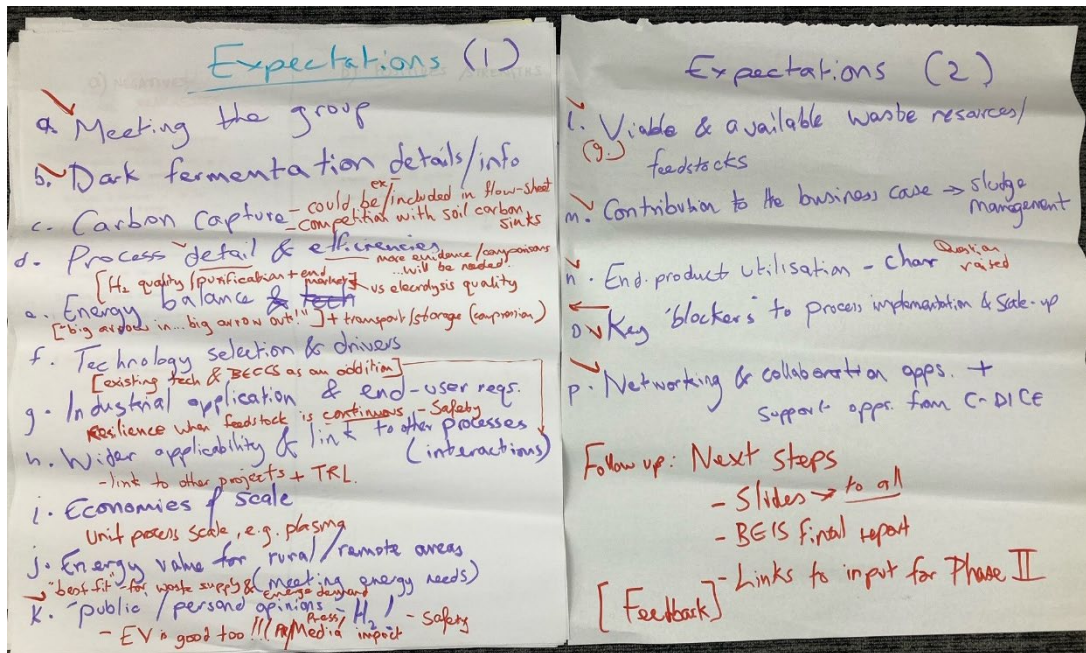 Expectations (1)
a. Meeting the group
b. Dark fermentation details/info
c. Carbon Capture - could be ex/included in flow-sheet
- competition with soil carbon sinks
d. Process detail & efficiencies
more evidence/comparisons
...will be needed.
[H₂ quality/purification + end markets] vs elecrolysis quality
e. Energy balance & tech
["big arrow in... big arrow out!"] + transport/storage (compression)
f. Technology selection & drivers
[existing tech & BECCS as an addition]
g. Industrial application & end-user reqs.
Resilience when feedstock is continuous - Safety
h. Wider applicability & link to other processes
(interactions)
- link to other projects + TRL.
i. Economies of scale
Unit process scale, e.g. plasma
j. Energy value for rural/remote areas
"best fit" for waste supply & energy demand
(meeting energy needs)
k. public/personal opinions - H₂! - Safety
- EV is good too!!! Press/Media impact
Expectations (2)
l. Viable & available waste resources/
(g.) feedstocks
m. Contribution to the business case → sludge
management
n. End product utilisation - char Question
raised
o. Key 'blockers' to process implementation & scale-up
p. Networking & collaboration opps. +
support opps. from C-DICE
Follow up: Next steps
- Slides → to all
- BEIS final report
- Links to input for Phase II
[Feedback]